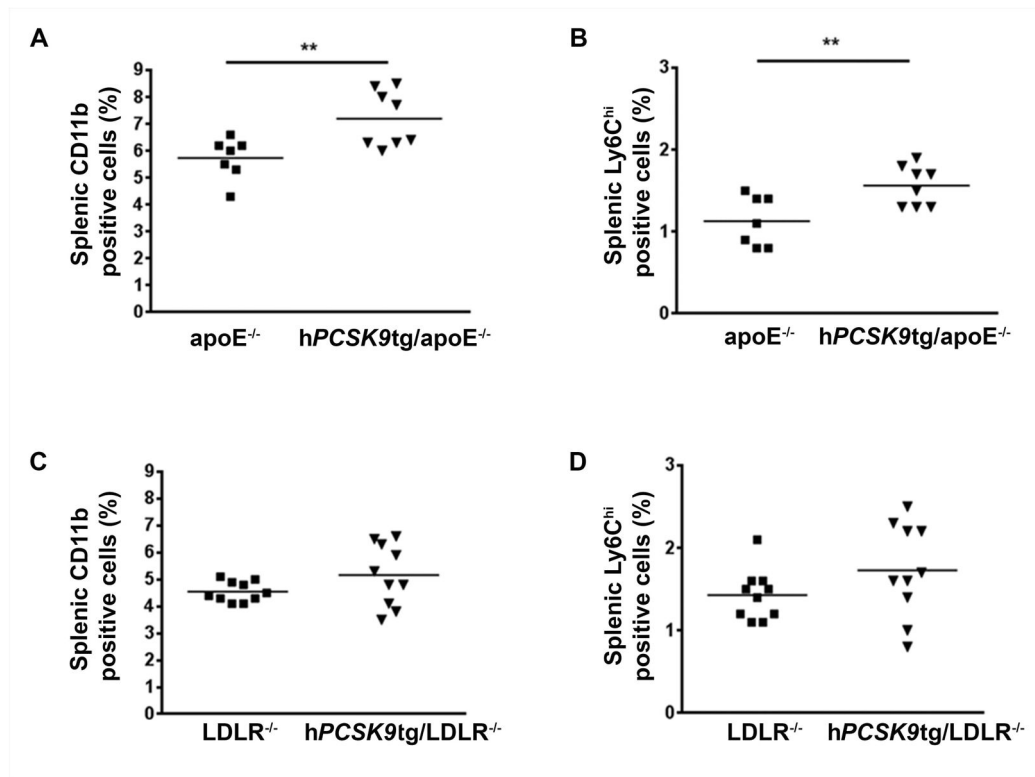 A
**
Splenic CD11b
positive cells (%)
9
8
7
6
5
4
3
2
1
0
apoE-/-
hPCSK9tg/apoE-/-
B
**
Splenic Ly6Chi
positive cells (%)
3
2
1
0
apoE-/-
hPCSK9tg/apoE-/-
C
Splenic CD11b
positive cells (%)
9
8
7
6
5
4
3
2
1
0
LDLR-/-
hPCSK9tg/LDLR-/-
D
Splenic Ly6Chi
positive cells (%)
3
2
1
0
LDLR-/-
hPCSK9tg/LDLR-/-